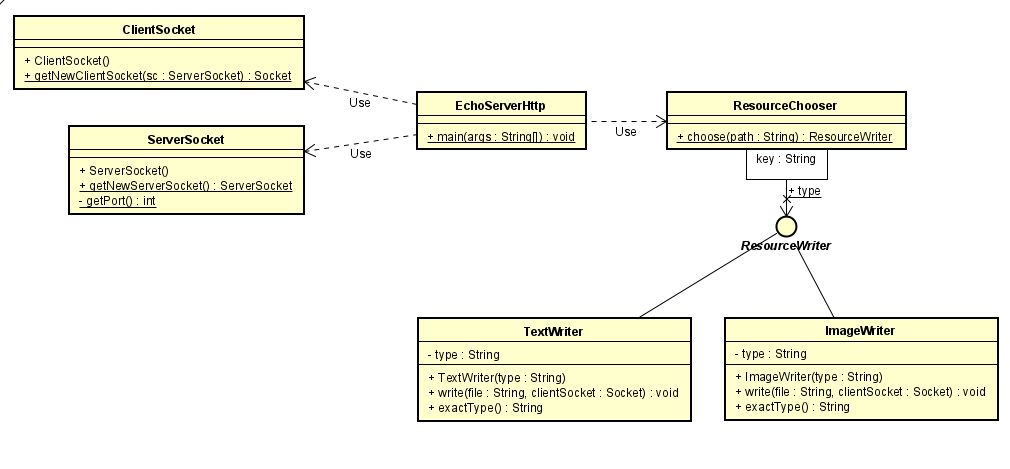 ClientSocket
+ ClientSocket()
+ getNewClientSocket(sc : ServerSocket) : Socket
Use
EchoServerHttp
+ main(args : String[]) : void
Use
ResourceChooser
+ choose(path : String) : ResourceWriter
key : String
+ type
ResourceWriter
ServerSocket
+ ServerSocket()
+ getNewServerSocket() : ServerSocket
- getPort() : int
Use
TextWriter
- type : String
+ TextWriter(type : String)
+ write(file : String, clientSocket : Socket) : void
+ exactType() : String
ImageWriter
- type : String
+ ImageWriter(type : String)
+ write(file : String, clientSocket : Socket) : void
+ exactType() : String